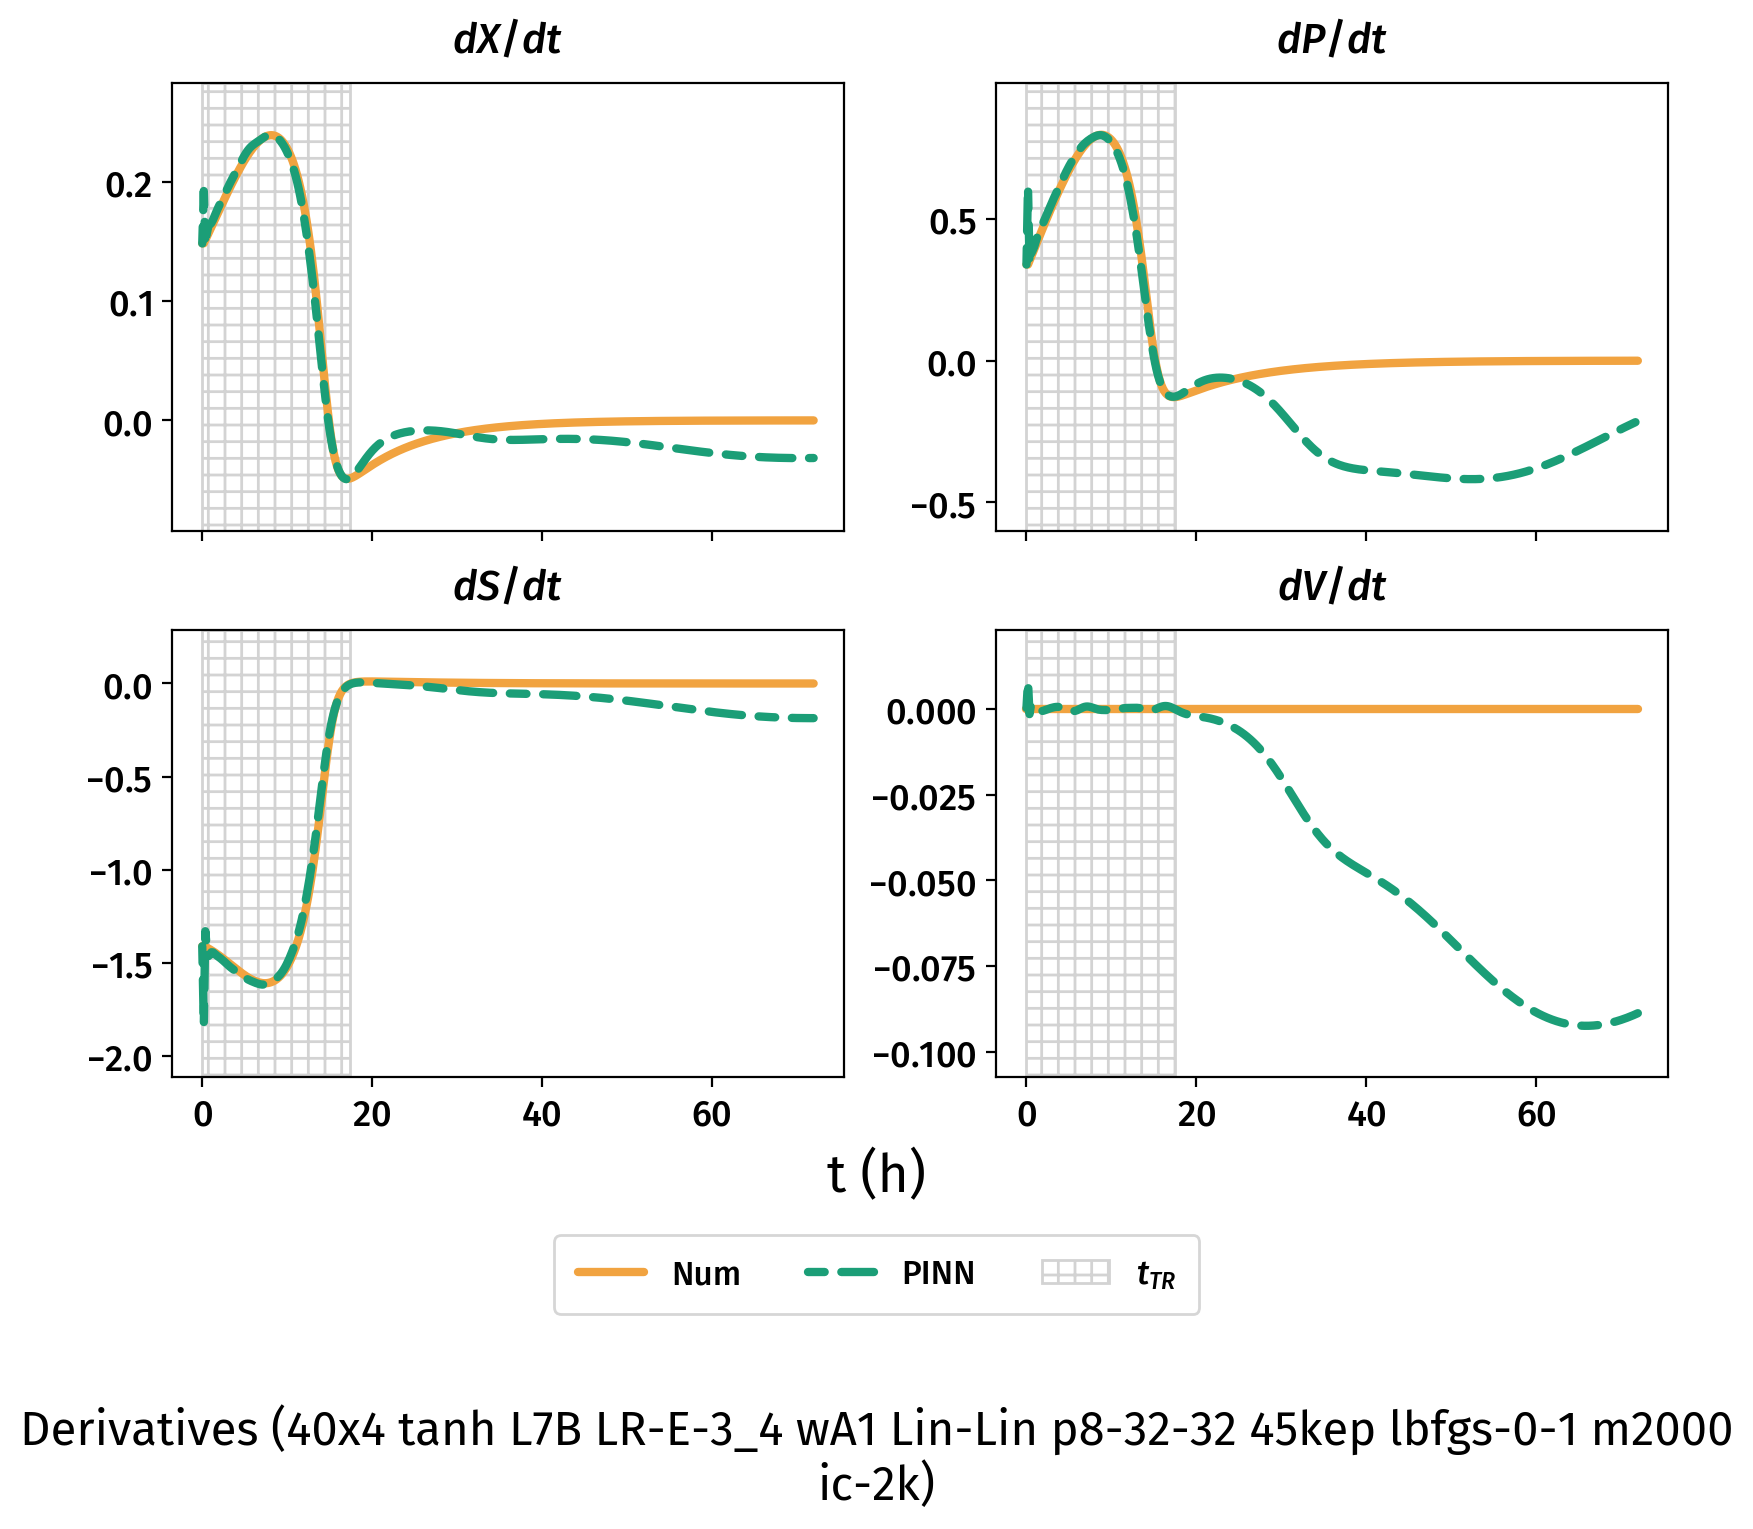 dX/dt
dP/dt
0.2
0.1
0.0
0.5
0.0
−0.5
dS/dt
dV/dt
0.0
−0.5
−1.0
−1.5
−2.0
0.000
−0.025
−0.050
−0.075
−0.100
0 20 40 60
0 20 40 60
t (h)
Num PINN tTR
Derivatives (40x4 tanh L7B LR-E-3_4 wA1 Lin-Lin p8-32-32 45kep lbfgs-0-1 m2000
ic-2k)